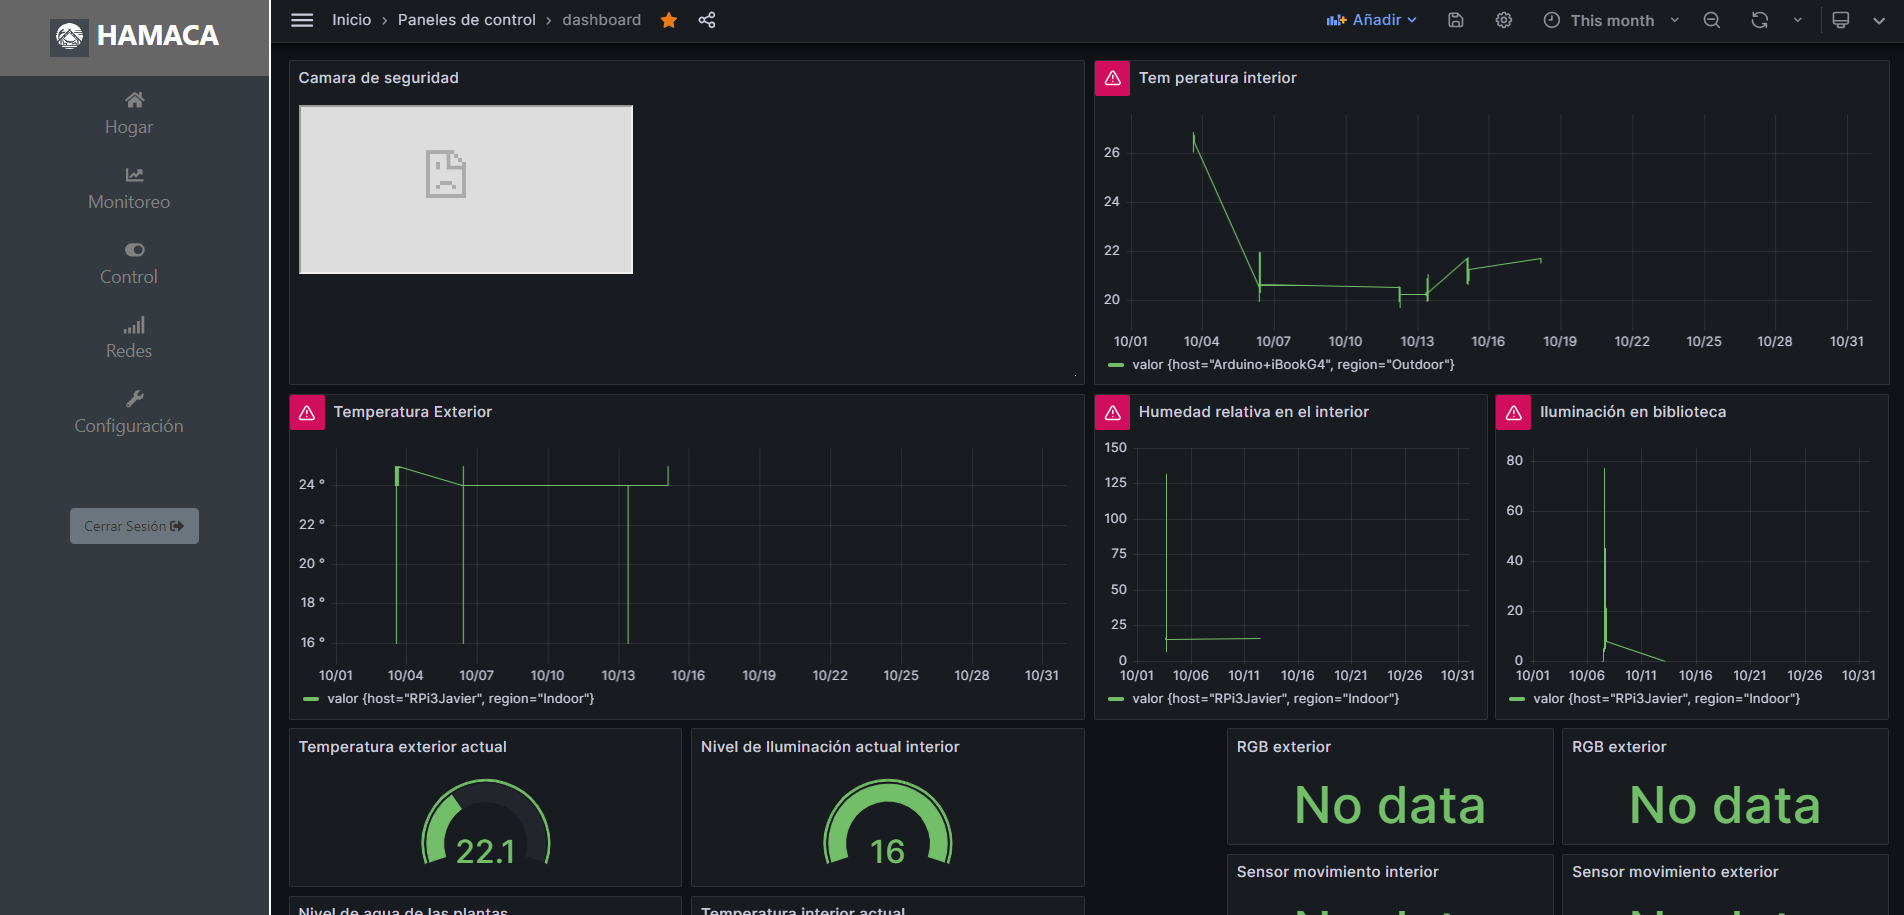 HAMACA
Hogar
Monitoreo
Control
Redes
Configuración
Cerrar Sesión
Inicio › Paneles de control › dashboard
Añadir
This month
Camara de seguridad
Tem peratura interior
26
24
22
20
10/01 10/04 10/07 10/10 10/13 10/16 10/19 10/22 10/25 10/28 10/31
valor {host="Arduino+iBookG4", region="Outdoor"}
Temperatura Exterior
24 °
22 °
20 °
18 °
16 °
10/01 10/04 10/07 10/10 10/13 10/16 10/19 10/22 10/25 10/28 10/31
valor {host="RPi3Javier", region="Indoor"}
Humedad relativa en el interior
150
125
100
75
50
25
0
10/01 10/06 10/11 10/16 10/21 10/26 10/31
valor {host="RPi3Javier", region="Indoor"}
Iluminación en biblioteca
80
60
40
20
0
10/01 10/06 10/11 10/16 10/21 10/26 10/31
valor {host="RPi3Javier", region="Indoor"}
Temperatura exterior actual
22.1
Nivel de Iluminación actual interior
16
RGB exterior
No data
RGB exterior
No data
Nivel de agua de las plantas
Temperatura interior actual
Sensor movimiento interior
No data
Sensor movimiento exterior
No data